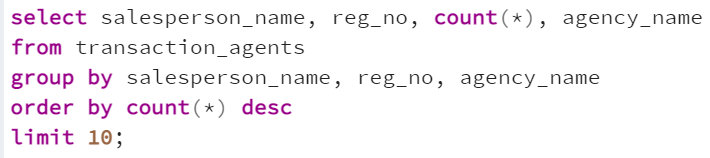 select salesperson_name, reg_no, count(*), agency_name
from transaction_agents
group by salesperson_name, reg_no, agency_name
order by count(*) desc
limit 10;